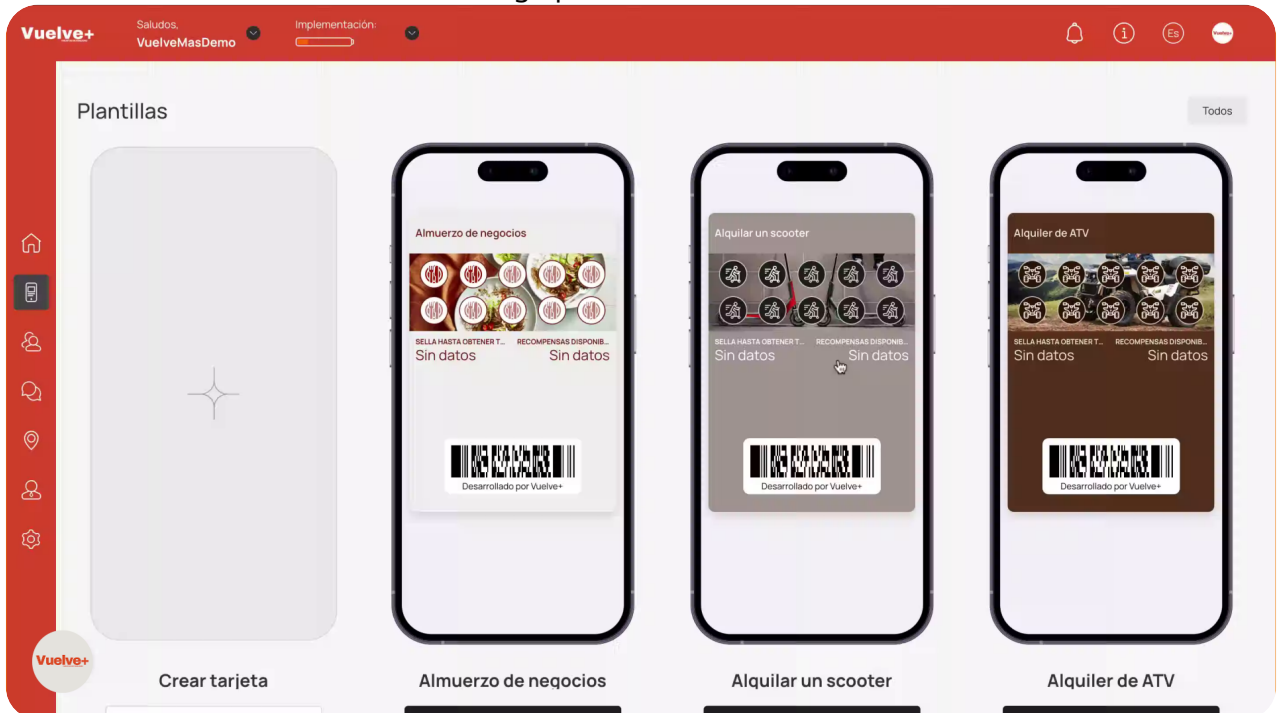 Vuelve+
Saludos,
VuelveMasDemo
Implementación:
Es
Plantillas
Todos
Almuerzo de negocios
SELLA HASTA OBTENER T...
RECOMPENSAS DISPONIB...
Sin datos
Sin datos
Desarrollado por Vuelve+
Alquilar un scooter
SELLA HASTA OBTENER T...
RECOMPENSAS DISPONIB...
Sin datos
Sin datos
Desarrollado por Vuelve+
Alquiler de ATV
SELLA HASTA OBTENER T...
RECOMPENSAS DISPONIB...
Sin datos
Sin datos
Desarrollado por Vuelve+
Vuelve+
Crear tarjeta
Almuerzo de negocios
Alquilar un scooter
Alquiler de ATV